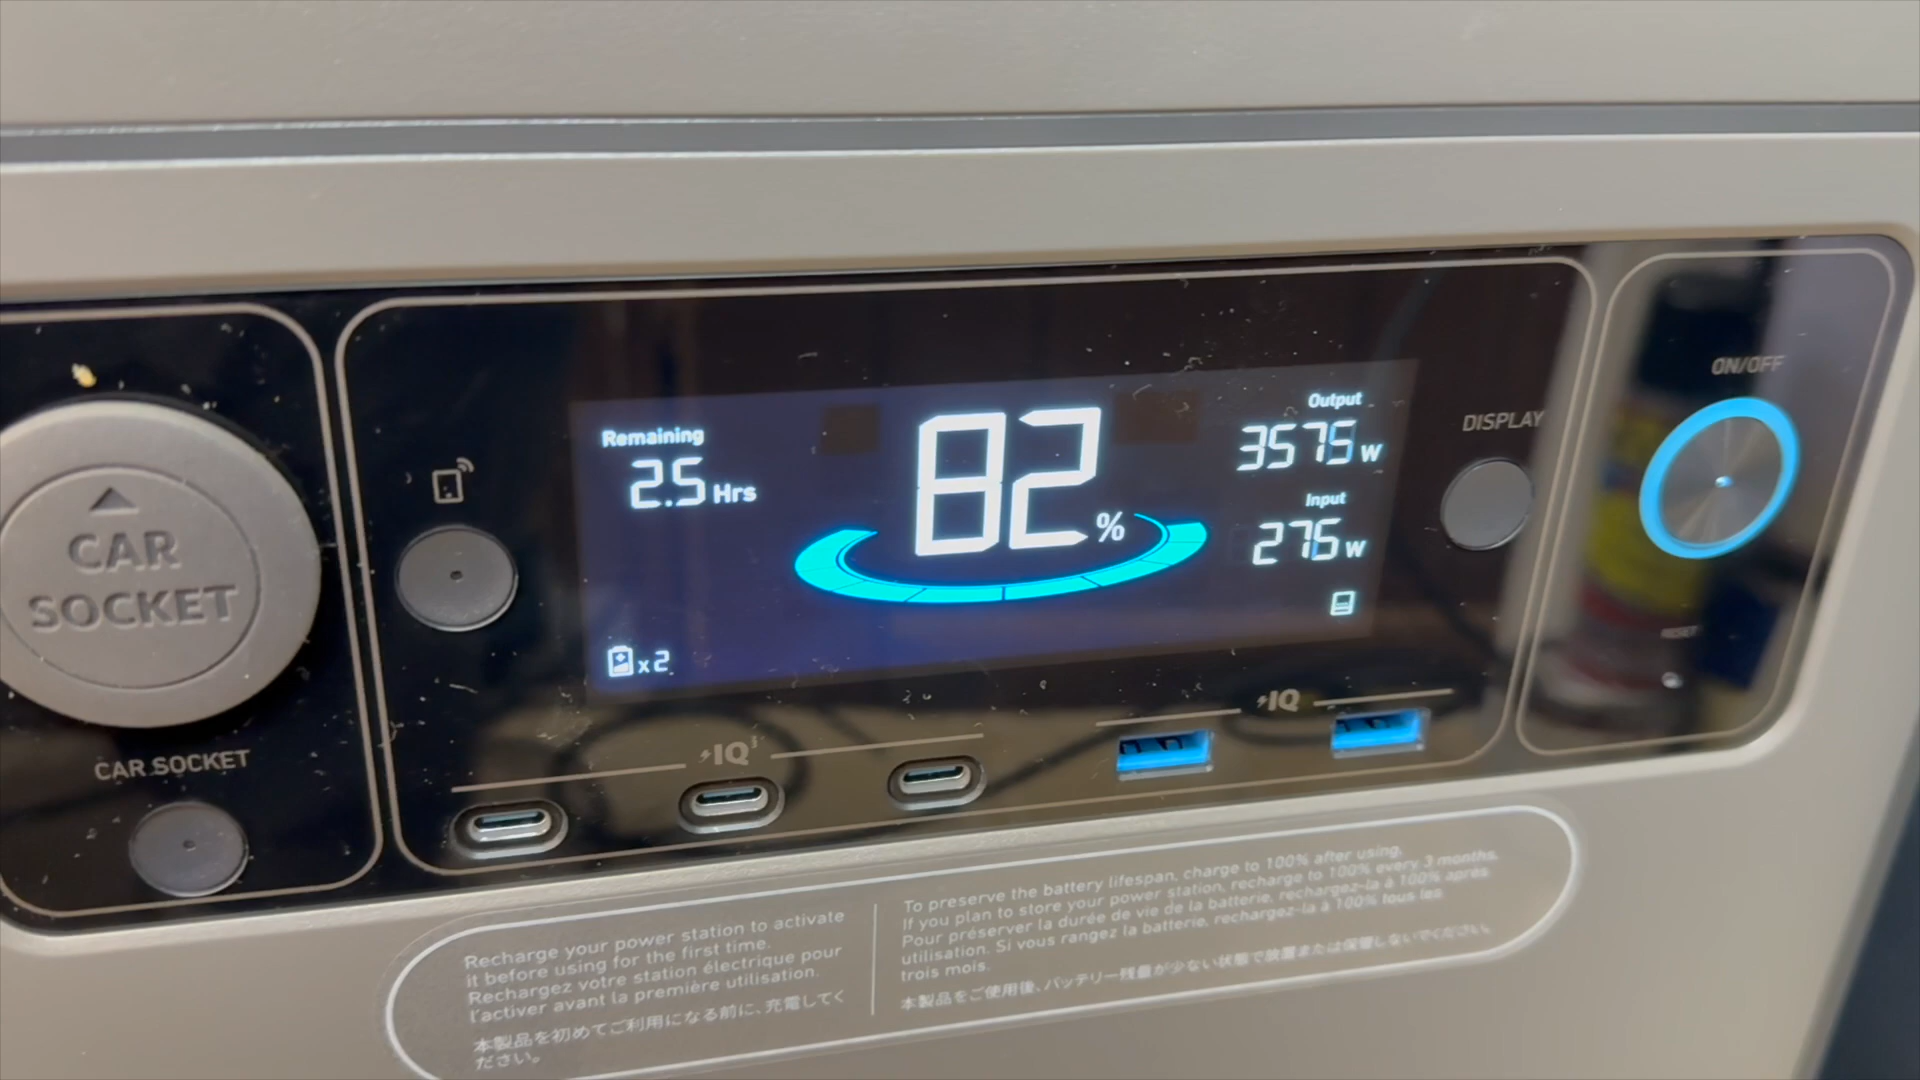 CAR
SOCKET
CAR SOCKET
Remaining
2.5 Hrs
82 %
Output
3575 W
Input
275 W
x 2
DISPLAY
ON/OFF
RESET
IQ3
IQ
Recharge your power station to activate
it before using for the first time.
Rechargez votre station électrique pour
l'activer avant la première utilisation.
本製品を初めてご利用になる前に、充電してく
ださい。
To preserve the battery lifespan, charge to 100% after using.
If you plan to store your power station, recharge to 100% every 3 months.
Pour préserver la durée de vie de la batterie, rechargez-la à 100% après
utilisation. Si vous rangez la batterie, rechargez-la à 100% tous les
trois mois.
本製品をご使用後、バッテリー残量が少ない状態で放置または保管しないでください。